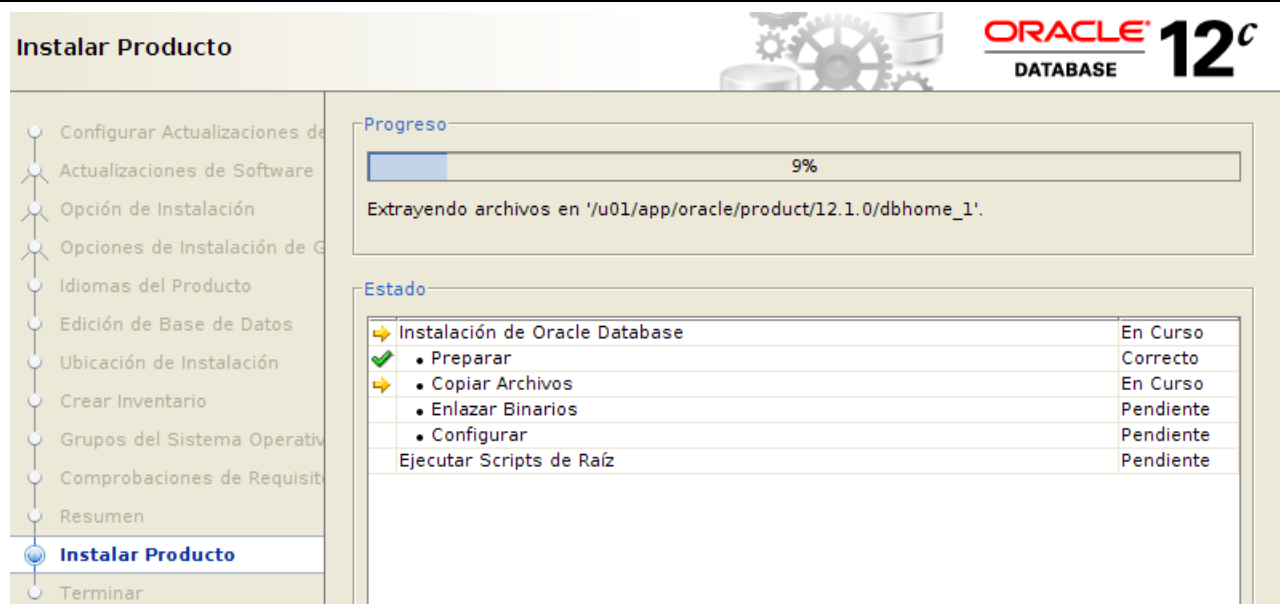 Instalar Producto
ORACLE
DATABASE
12c
Configurar Actualizaciones de
Actualizaciones de Software
Opción de Instalación
Opciones de Instalación de G
Idiomas del Producto
Edición de Base de Datos
Ubicación de Instalación
Crear Inventario
Grupos del Sistema Operativ
Comprobaciones de Requisit
Resumen
Instalar Producto
Terminar
Progreso
9%
Extrayendo archivos en '/u01/app/oracle/product/12.1.0/dbhome_1'.
Estado
Instalación de Oracle Database En Curso
• Preparar Correcto
• Copiar Archivos En Curso
• Enlazar Binarios Pendiente
• Configurar Pendiente
Ejecutar Scripts de Raíz Pendiente